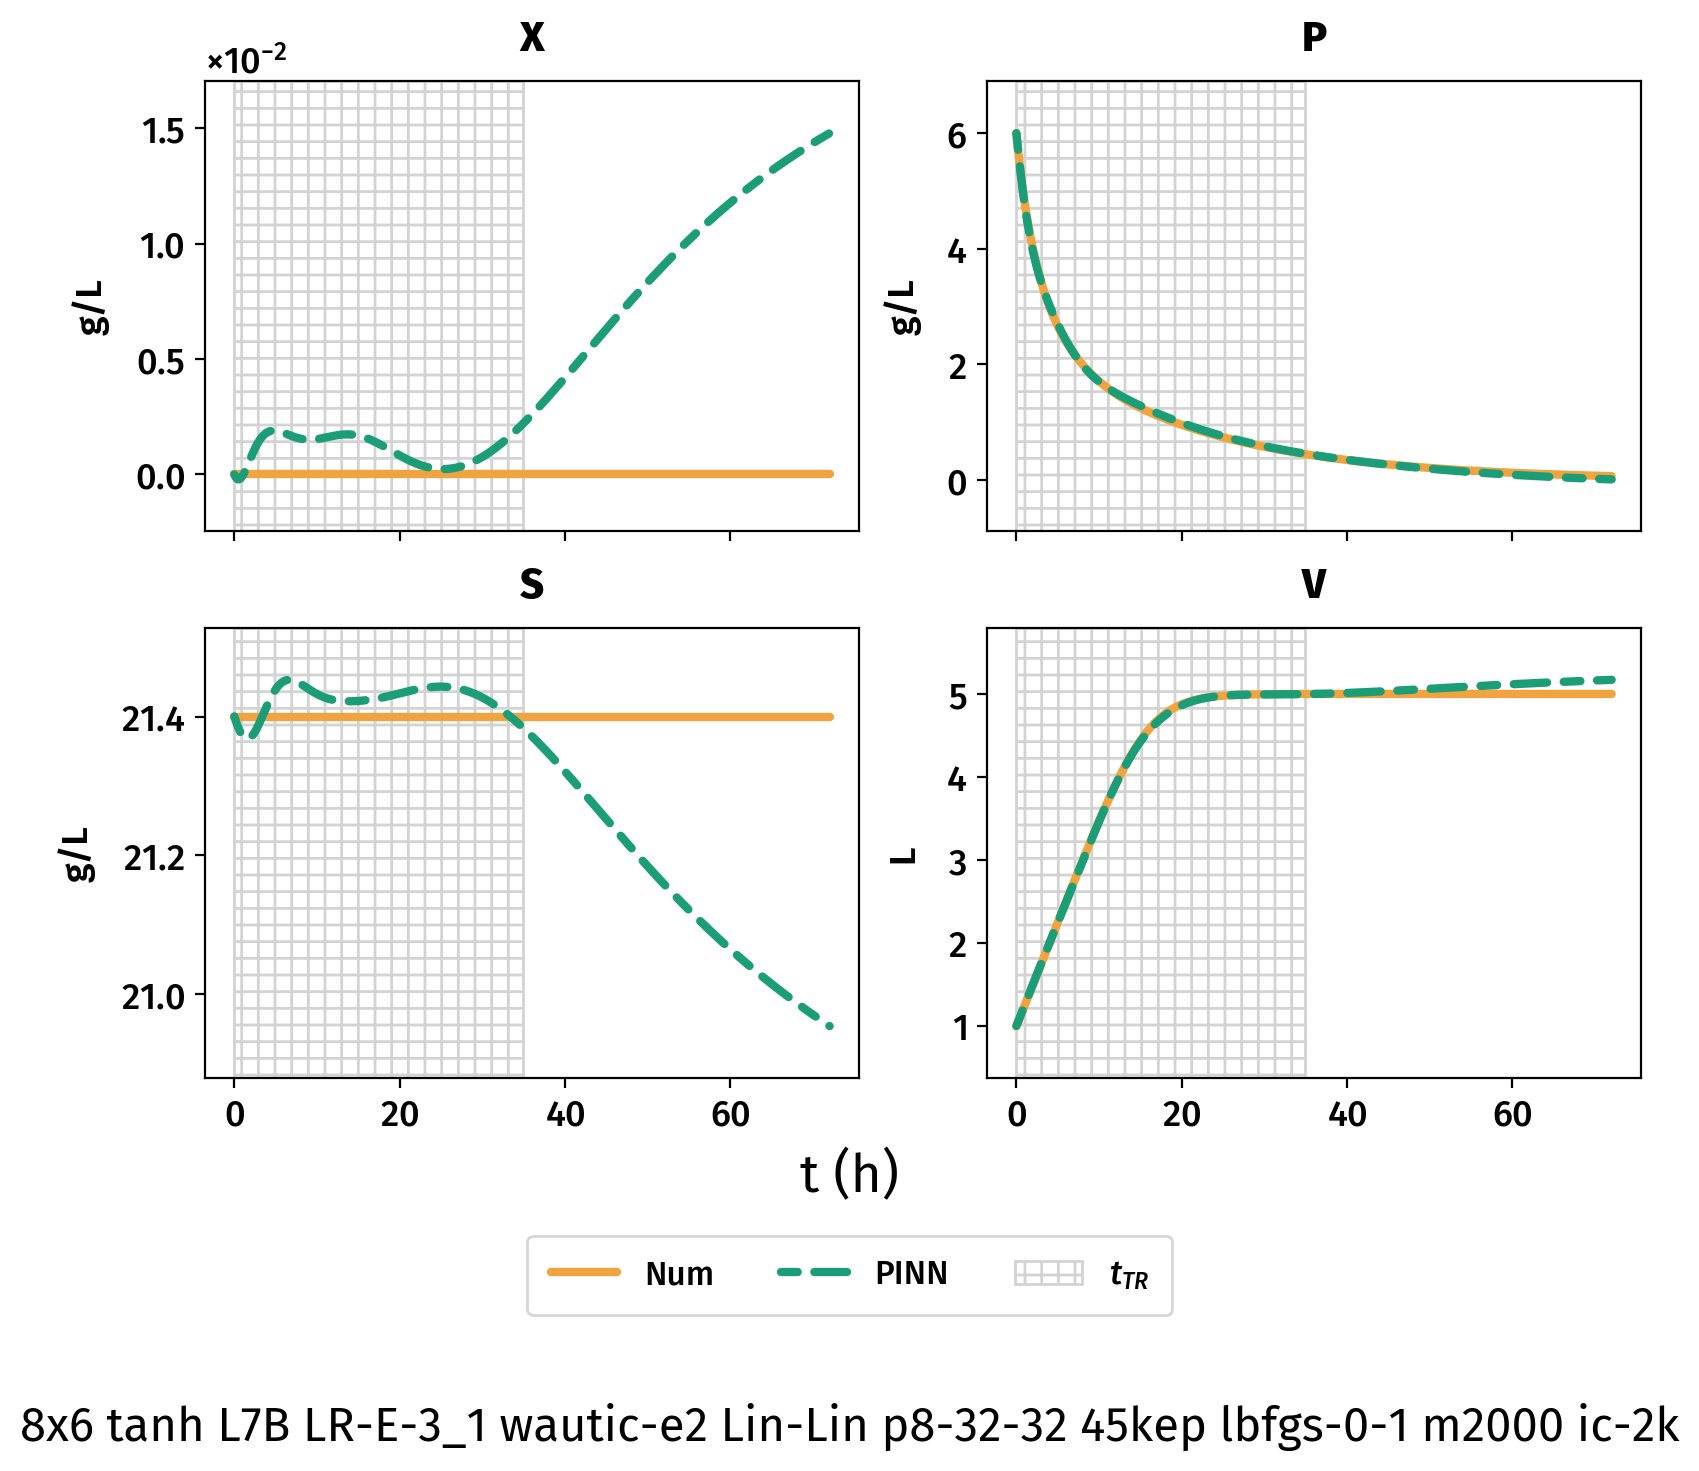 X
×10⁻²
1.5
1.0
0.5
0.0
g/L
P
6
4
2
0
g/L
S
21.4
21.2
21.0
g/L
0 20 40 60
V
5
4
3
2
1
L
0 20 40 60
t (h)
Num PINN t_TR
8x6 tanh L7B LR-E-3_1 wautic-e2 Lin-Lin p8-32-32 45kep lbfgs-0-1 m2000 ic-2k